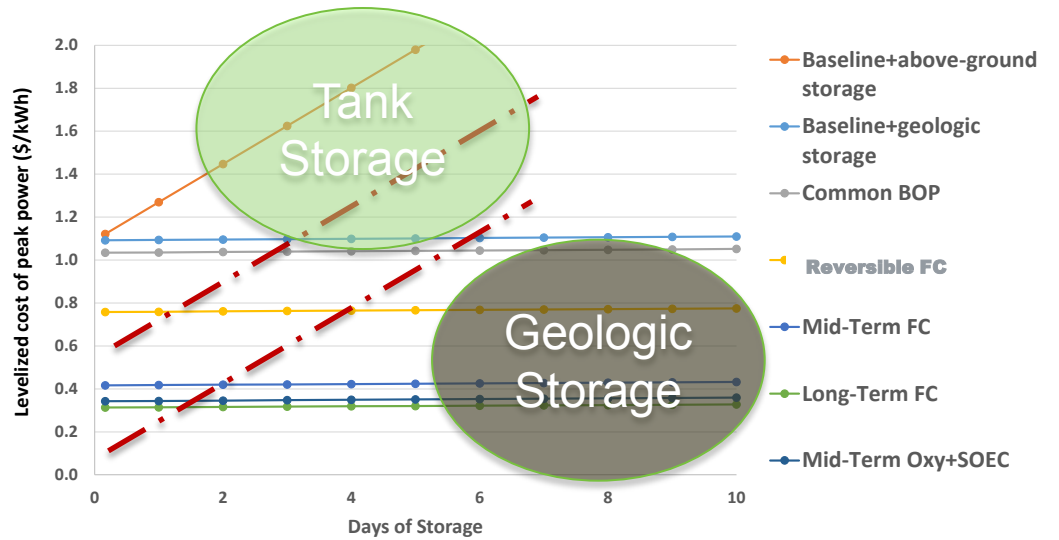 Levelized cost of peak power ($/kWh)
2.0
1.8
1.6
1.4
1.2
1.0
0.8
0.6
0.4
0.2
0.0
0
2
4
6
8
10
Days of Storage
Tank
Storage
Geologic
Storage
Baseline+above-ground
storage
Baseline+geologic
storage
Common BOP
Reversible FC
Mid-Term FC
Long-Term FC
Mid-Term Oxy+SOEC